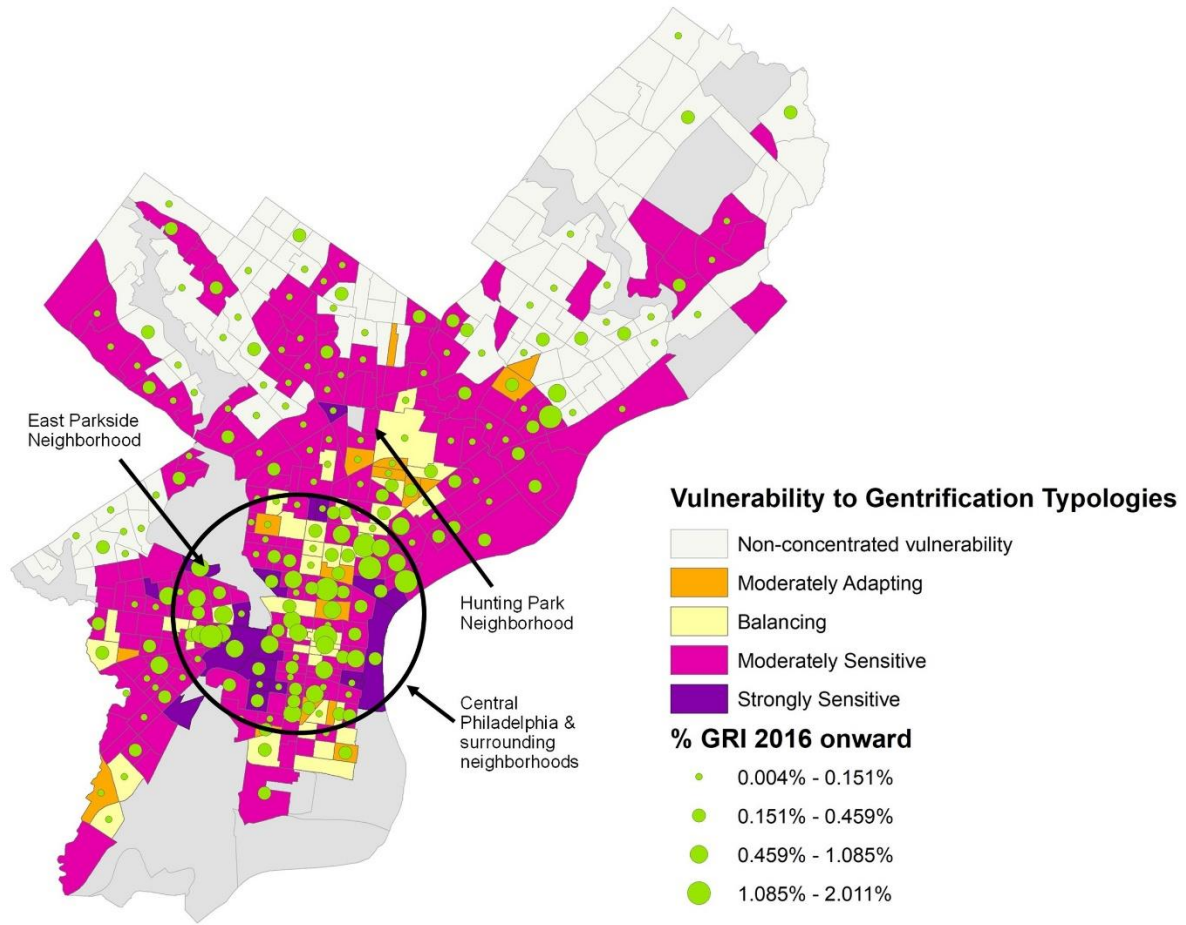 East Parkside
Neighborhood
Hunting Park
Neighborhood
Central
Philadelphia &
surrounding
neighborhoods
Vulnerability to Gentrification Typologies
Non-concentrated vulnerability
Moderately Adapting
Balancing
Moderately Sensitive
Strongly Sensitive
% GRI 2016 onward
0.004% - 0.151%
0.151% - 0.459%
0.459% - 1.085%
1.085% - 2.011%